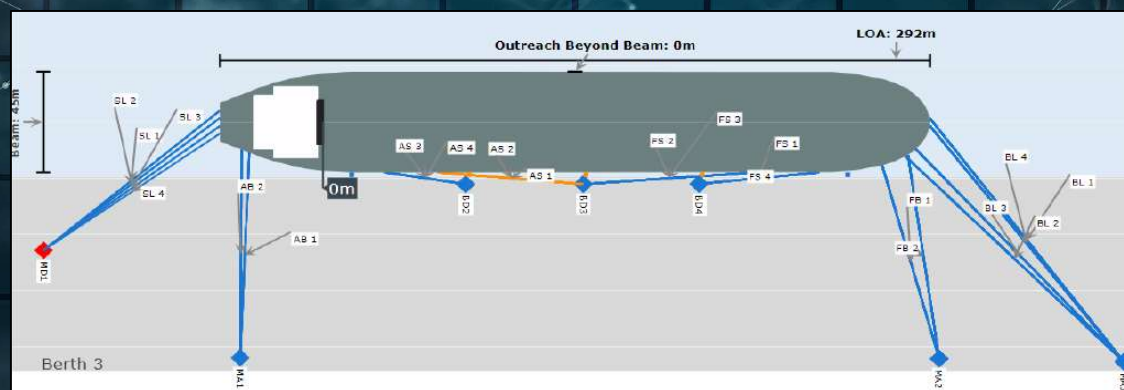 LOA: 292m
Outreach Beyond Beam: 0m
Beam: 45m
SL 2
SL 3
SL 1
SL 4
FS 3
FS 2
FS 1
FS 4
AS 3
AS 4
AS 2
AS 1
0m
AB 2
AB 1
BD2
BD3
BD4
BL 4
BL 1
BL 3
BL 2
FB 1
FB 2
MD1
MA1
MA2
Berth 3